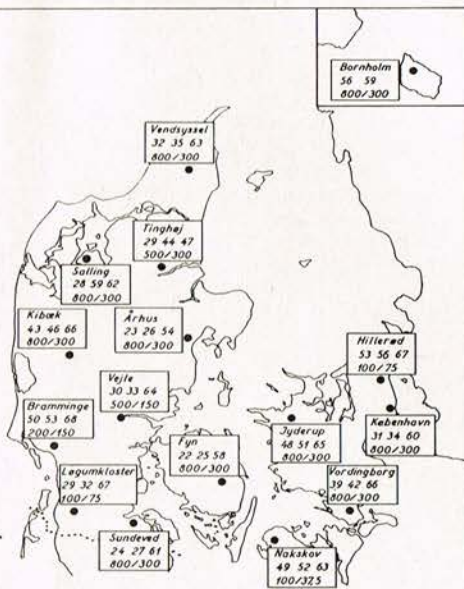 Bornholm
56 59
800/300
Vendsyssel
32 35 63
800/300
Tinghøj
29 44 47
500/300
Salling
28 59 62
800/300
Kibæk
43 46 66
800/300
Århus
23 26 54
800/300
Hillerød
53 56 67
100/75
Vejle
30 33 64
500/150
Bramminge
50 53 68
200/150
Fyn
22 25 58
800/300
Jyderup
48 51 65
800/300
København
31 34 60
800/300
Løgumkloster
29 32 67
100/75
Vordingborg
39 42 66
800/300
Sundeved
24 27 61
800/300
Nakskov
49 52 63
100/37,5